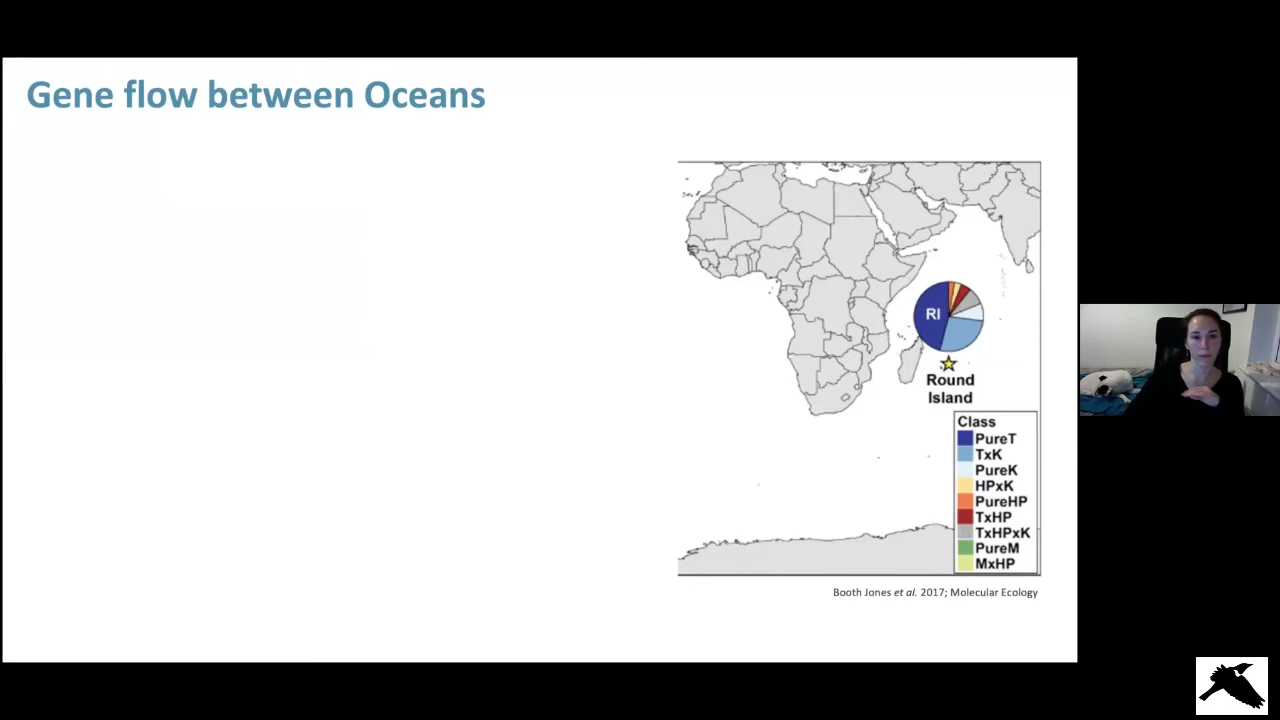 Gene flow between Oceans
RI
Round
Island
Class
PureT
TxK
PureK
HPxK
PureHP
TxHP
TxHPxK
PureM
MxHP
Booth Jones et al. 2017; Molecular Ecology